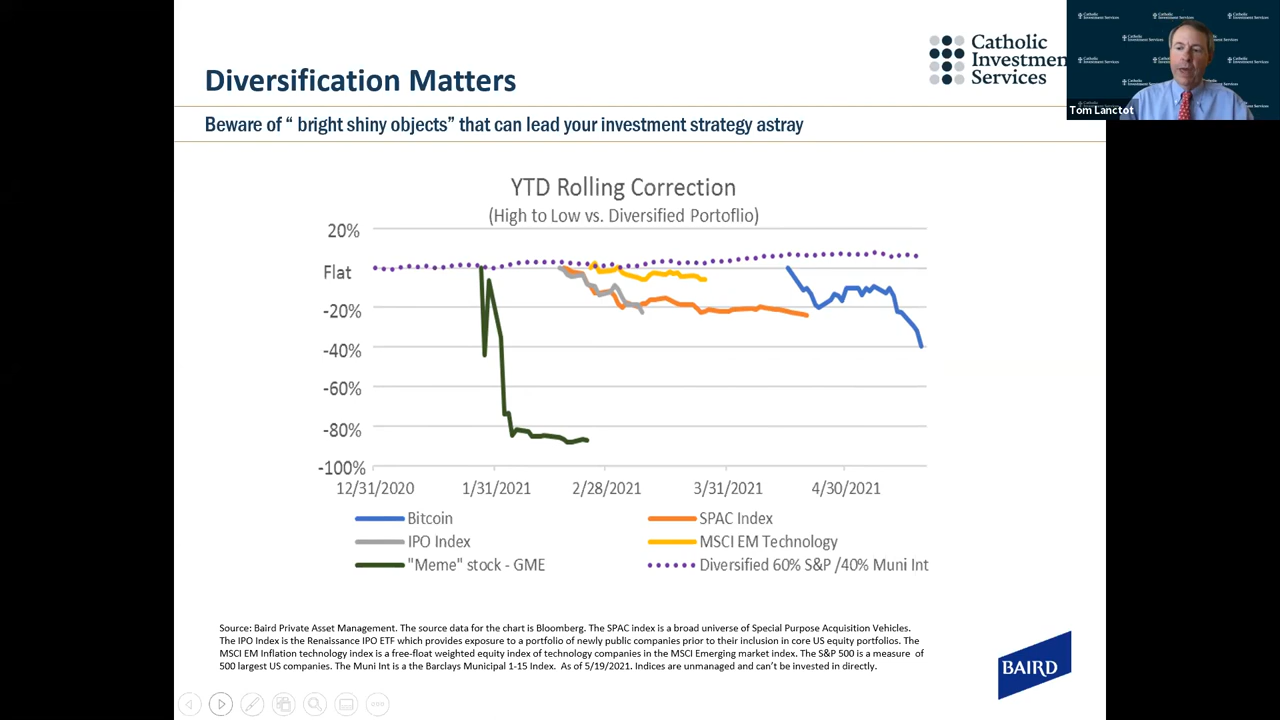 Catholic
Investmen
Services
Diversification Matters
Tom Lanctot
Beware of “ bright shiny objects” that can lead your investment strategy astray
YTD Rolling Correction
(High to Low vs. Diversified Portoflio)
20%
Flat
-20%
-40%
-60%
-80%
-100%
12/31/2020 1/31/2021 2/28/2021 3/31/2021 4/30/2021
Bitcoin SPAC Index
IPO Index MSCI EM Technology
"Meme" stock - GME Diversified 60% S&P /40% Muni Int
Source: Baird Private Asset Management. The source data for the chart is Bloomberg. The SPAC index is a broad universe of Special Purpose Acquisition Vehicles.
The IPO Index is the Renaissance IPO ETF which provides exposure to a portfolio of newly public companies prior to their inclusion in core US equity portfolios. The
MSCI EM Inflation technology index is a free-float weighted equity index of technology companies in the MSCI Emerging market index. The S&P 500 is a measure of
500 largest US companies. The Muni Int is a the Barclays Municipal 1-15 Index. As of 5/19/2021. Indices are unmanaged and can’t be invested in directly.
BAIRD